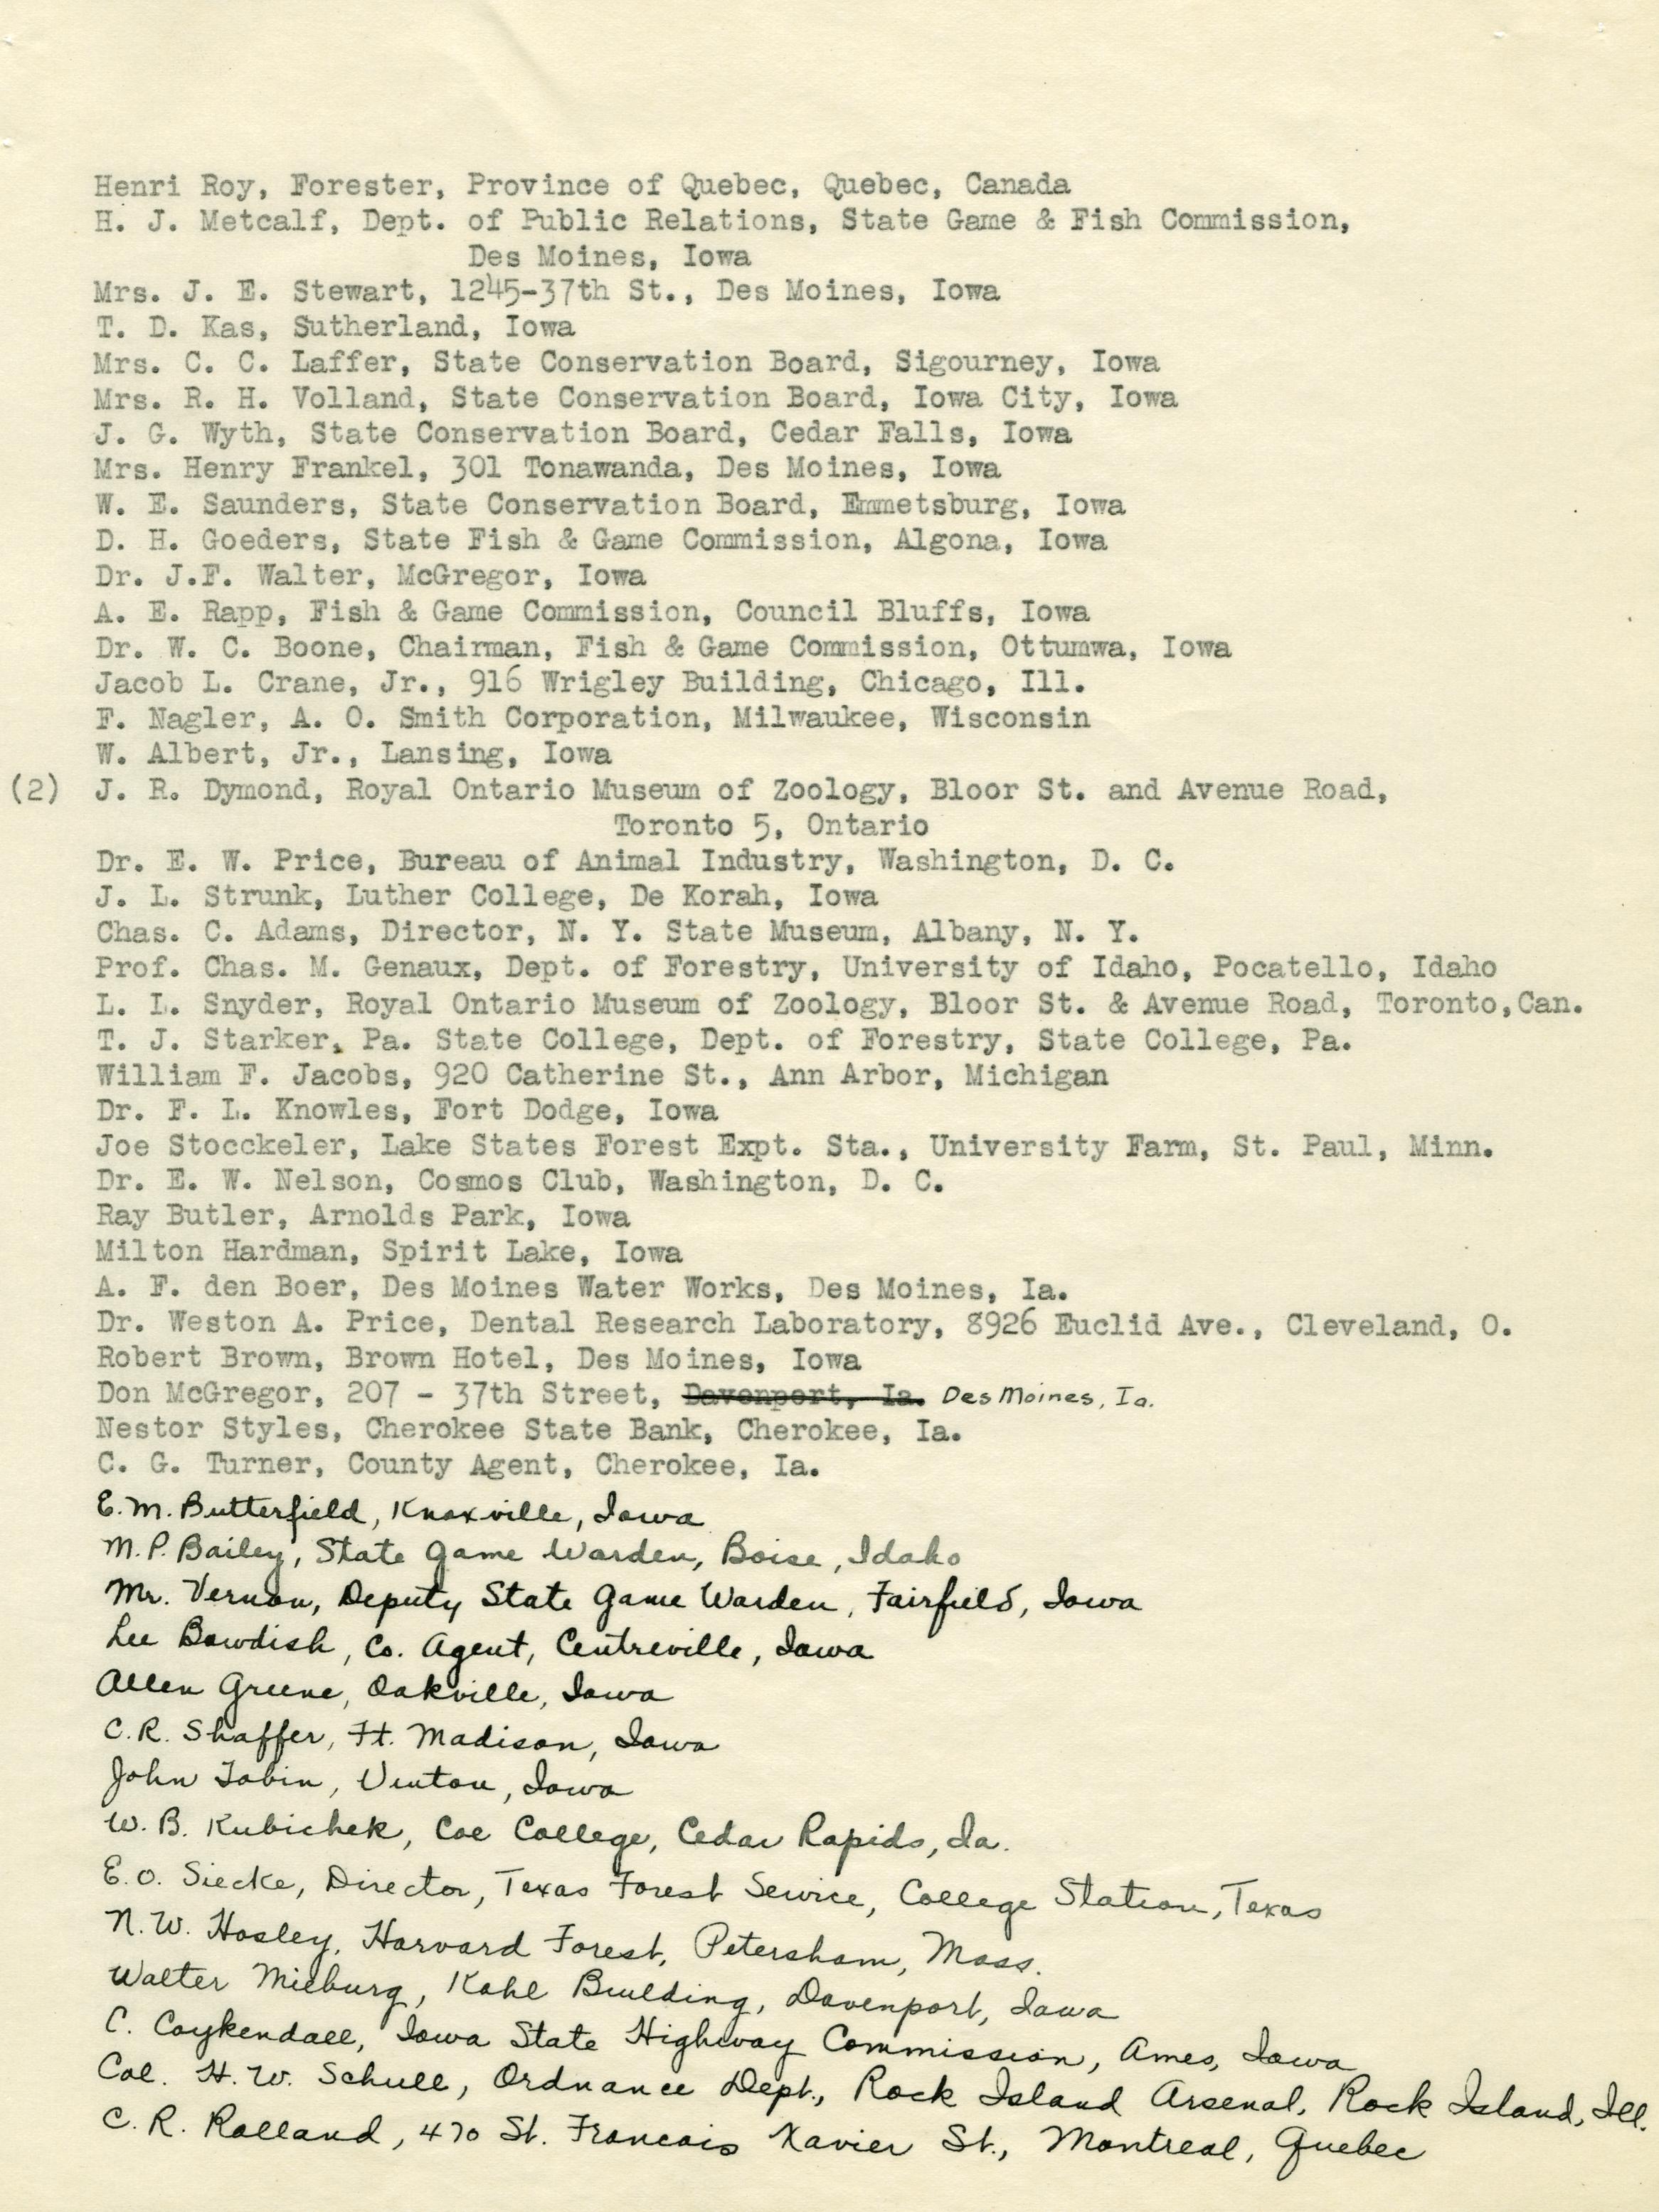 Henri Roy, Forester, Province of Quebec, Quebec, Canada
H. J. Metcalf, Dept. of Public Relations, State Game & Fish Commission,
Des Moines, Iowa
Mrs. J. E. Stewart, 1245-37th St., Des Moines, Iowa
T. D. Kas, Sutherland, Iowa
Mrs. C. C. Laffer, State Conservation Board, Sigourney, Iowa
Mrs. R. H. Volland, State Conservation Board, Iowa City, Iowa
J. G. Wyth, State Conservation Board, Cedar Falls, Iowa
Mrs. Henry Frankel, 301 Tonawanda, Des Moines, Iowa
W. E. Saunders, State Conservation Board, Emmetsburg, Iowa
D. H. Goeders, State Fish & Game Commission, Algona, Iowa
Dr. J.F. Walter, McGregor, Iowa
A. E. Rapp, Fish & Game Commission, Council Bluffs, Iowa
Dr. W. C. Boone, Chairman, Fish & Game Commission, Ottumwa, Iowa
Jacob L. Crane, Jr., 916 Wrigley Building, Chicago, Ill.
F. Nagler, A. O. Smith Corporation, Milwaukee, Wisconsin
W. Albert, Jr., Lansing, Iowa
(2) J. R. Dymond, Royal Ontario Museum of Zoology, Bloor St. and Avenue Road,
Toronto 5, Ontario
Dr. E. W. Price, Bureau of Animal Industry, Washington, D. C.
J. L. Strunk, Luther College, De Korah, Iowa
Chas. C. Adams, Director, N. Y. State Museum, Albany, N. Y.
Prof. Chas. M. Genaux, Dept. of Forestry, University of Idaho, Pocatello, Idaho
L. L. Snyder, Royal Ontario Museum of Zoology, Bloor St. & Avenue Road, Toronto,Can.
T. J. Starker, Pa. State College, Dept. of Forestry, State College, Pa.
William F. Jacobs, 920 Catherine St., Ann Arbor, Michigan
Dr. F. L. Knowles, Fort Dodge, Iowa
Joe Stocckeler, Lake States Forest Expt. Sta., University Farm, St. Paul, Minn.
Dr. E. W. Nelson, Cosmos Club, Washington, D. C.
Ray Butler, Arnolds Park, Iowa
Milton Hardman, Spirit Lake, Iowa
A. F. den Boer, Des Moines Water Works, Des Moines, Ia.
Dr. Weston A. Price, Dental Research Laboratory, 8926 Euclid Ave., Cleveland, O.
Robert Brown, Brown Hotel, Des Moines, Iowa
Don McGregor, 207 - 37th Street, Davenport, Ia. Des Moines, Ia.
Nestor Styles, Cherokee State Bank, Cherokee, Ia.
C. G. Turner, County Agent, Cherokee, Ia.
E. M. Butterfield, Knoxville, Iowa
M. P. Bailey, State Game Warden, Boise, Idaho
Mr. Vernon, Deputy State Game Warden, Fairfield, Iowa
Lee Bowdish, Co. Agent, Centreville, Iowa
Allen Greene, Oakville, Iowa
C. R. Shaffer, Ft. Madison, Iowa
John Tobin, Vinton, Iowa
W. B. Kubichek, Coe College, Cedar Rapids, Ia.
E. O. Siecke, Director, Texas Forest Service, College Station, Texas
N. W. Hosley, Harvard Forest, Petersham, Mass.
Walter Mieburg, Kahl Building, Davenport, Iowa
C. Coykendall, Iowa State Highway Commission, Ames, Iowa
Col. H. W. Schull, Ordnance Dept., Rock Island Arsenal, Rock Island, Ill.
C. R. Rolland, 470 St. Francois Xavier St., Montreal, Quebec